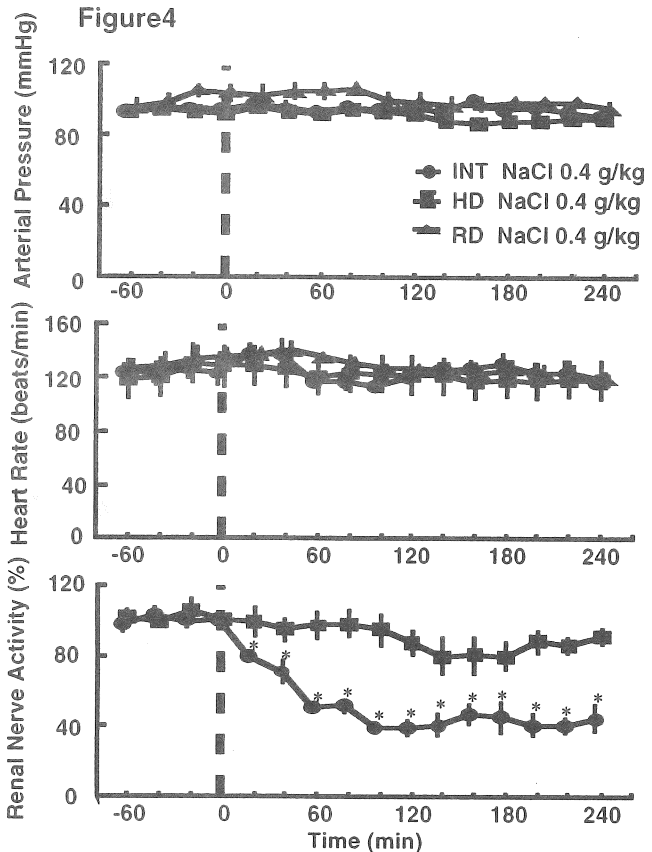 Figure4
Arterial Pressure (mmHg)
120
80
40
0
-60 0 60 120 180 240
INT NaCl 0.4 g/kg
HD NaCl 0.4 g/kg
RD NaCl 0.4 g/kg
Heart Rate (beats/min)
160
120
80
40
0
-60 0 60 120 180 240
Renal Nerve Activity (%)
120
80
40
0
* * * * * * * * * * * *
-60 0 60 120 180 240
Time (min)